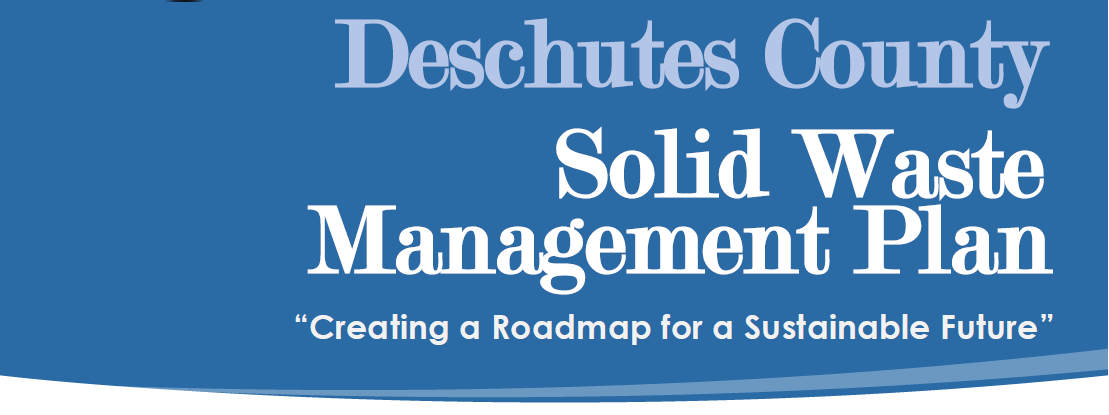 Deschutes County
Solid Waste
Management Plan
“Creating a Roadmap for a Sustainable Future”